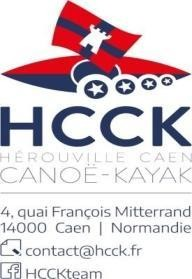 HCCK
HÉROUVILLE CAEN
CANOË-KAYAK
4, quai François Mitterrand
14000 Caen | Normandie
contact@hcck.fr
HCCKteam